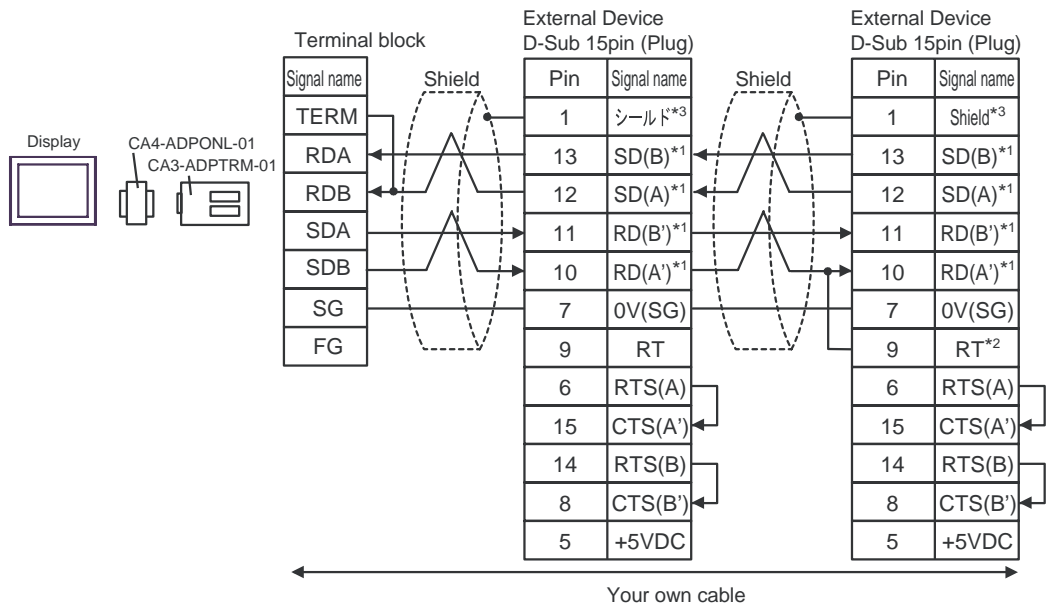 Display
CA4-ADPONL-01
CA3-ADPTRM-01
Terminal block
Signal name
TERM
RDA
RDB
SDA
SDB
SG
FG
Shield
External Device
D-Sub 15pin (Plug)
Pin Signal name
1 シールド*3
13 SD(B)*1
12 SD(A)*1
11 RD(B')*1
10 RD(A')*1
7 0V(SG)
9 RT
6 RTS(A)
15 CTS(A')
14 RTS(B)
8 CTS(B')
5 +5VDC
Shield
External Device
D-Sub 15pin (Plug)
Pin Signal name
1 Shield*3
13 SD(B)*1
12 SD(A)*1
11 RD(B')*1
10 RD(A')*1
7 0V(SG)
9 RT*2
6 RTS(A)
15 CTS(A')
14 RTS(B)
8 CTS(B')
5 +5VDC
Your own cable